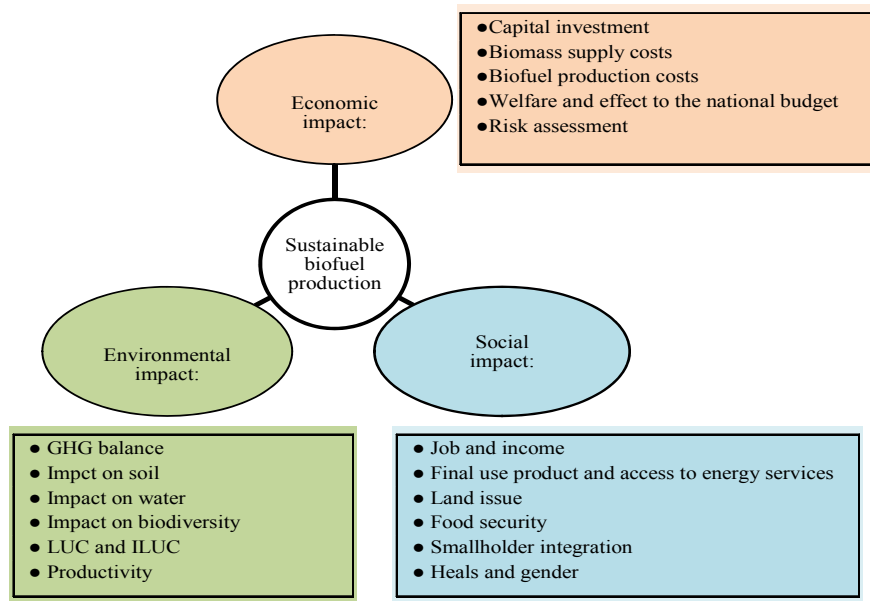 Economic
impact:
●Capital investment
●Biomass supply costs
●Biofuel production costs
●Welfare and effect to the national budget
●Risk assessment
Sustainable
biofuel
production
Environmental
impact:
Social
impact:
● GHG balance
● Impct on soil
● Impact on water
● Impact on biodiversity
● LUC and ILUC
● Productivity
● Job and income
● Final use product and access to energy services
● Land issue
● Food security
● Smallholder integration
● Heals and gender